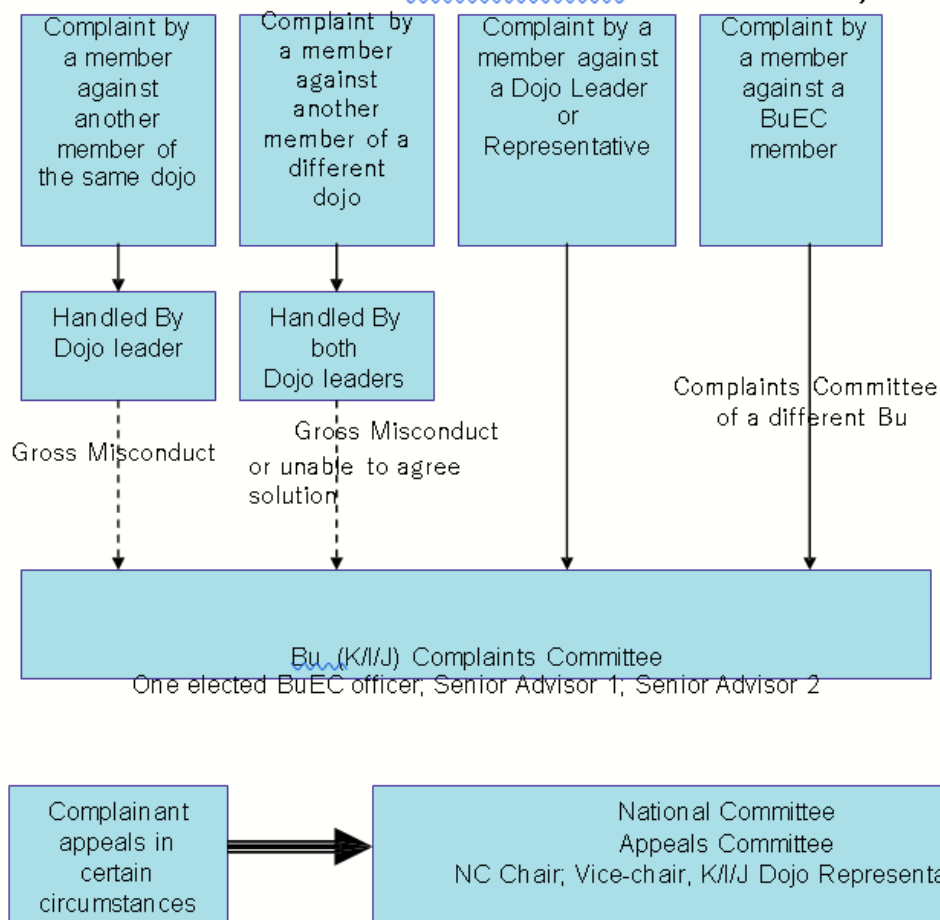 Complaint by
a member
against
another
member of
the same dojo
Complaint by
a member
against
another
member of a
different
dojo
Complaint by a
member against
a Dojo Leader
or
Representative
Complaint by
a member
against a
BuEC
member
Handled By
Dojo leader
Handled By
both
Dojo leaders
Complaints Committee
of a different Bu
Gross Misconduct
Gross Misconduct
or unable to agree
solution
Bu (K/I/J) Complaints Committee
One elected BuEC officer; Senior Advisor 1; Senior Advisor 2
Complainant
appeals in
certain
circumstances
National Committee
Appeals Committee
NC Chair; Vice-chair, K/I/J Dojo Representa